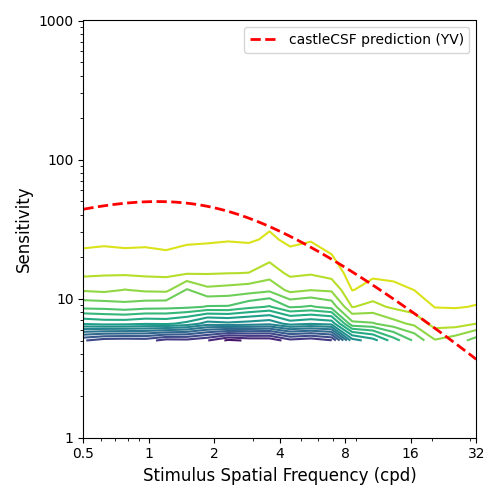 1000
castleCSF prediction (YV)
100
Sensitivity
10
1
0.5 1 2 4 8 16 32
Stimulus Spatial Frequency (cpd)